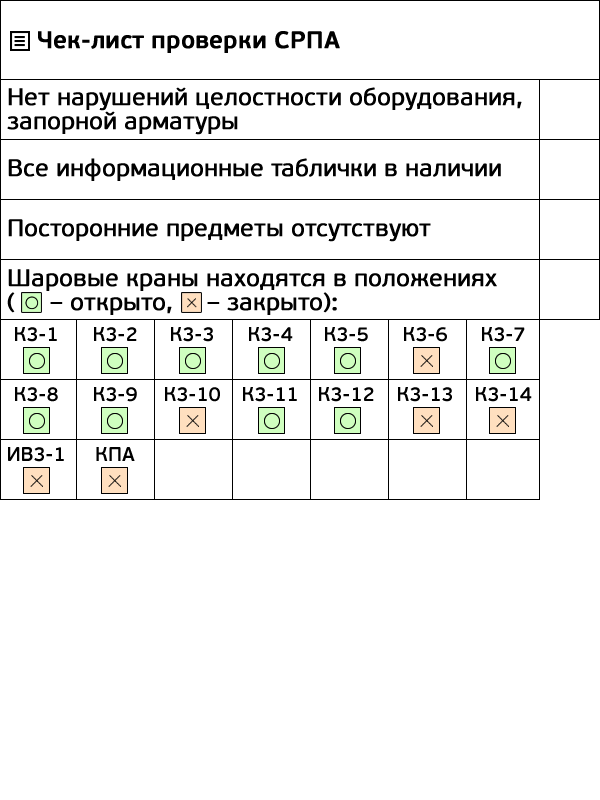 Чек-лист проверки СРПА
Нет нарушений целостности оборудования,
запорной арматуры
Все информационные таблички в наличии
Посторонние предметы отсутствуют
Шаровые краны находятся в положениях
( – открыто, – закрыто):
КЗ-1 КЗ-2 КЗ-3 КЗ-4 КЗ-5 КЗ-6 КЗ-7
КЗ-8 КЗ-9 КЗ-10 КЗ-11 КЗ-12 КЗ-13 КЗ-14
ИВЗ-1 КПА